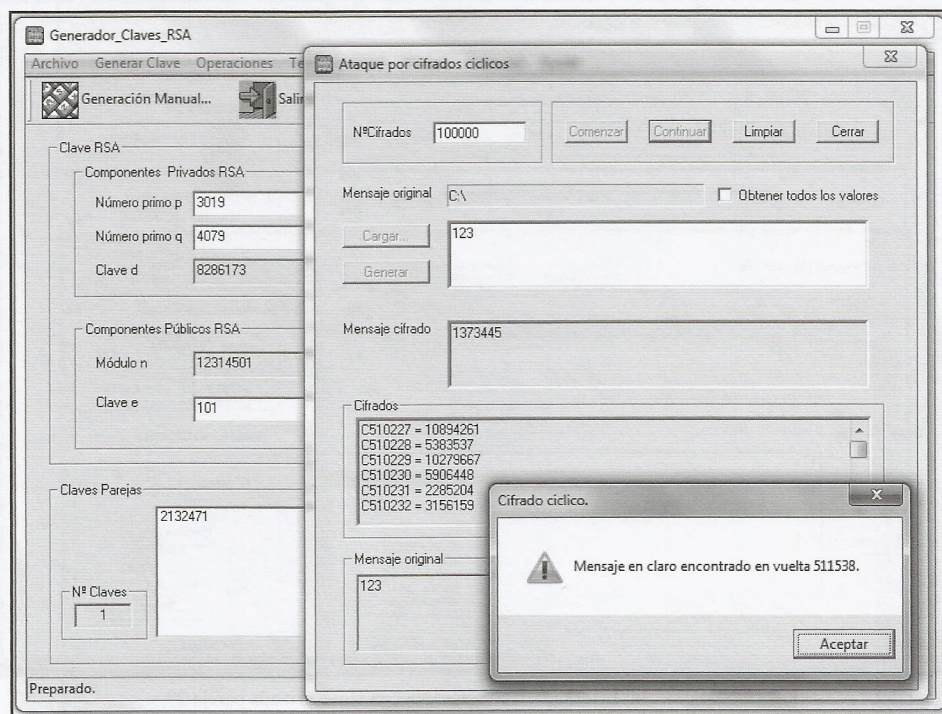 Generador_Claves_RSA
Archivo Generar Clave Operaciones Te
Generación Manual... Salir
Clave RSA
Componentes Privados RSA
Número primo p 3019
Número primo q 4079
Clave d 8286173
Componentes Públicos RSA
Módulo n 12314501
Clave e 101
Claves Parejas
2132471
Nº Claves
1
Preparado.
Ataque por cifrados ciclicos
NºCifrados 100000
Comenzar Continuar Limpiar Cerrar
Mensaje original C:\ Obtener todos los valores
Cargar... 123
Generar
Mensaje cifrado 1373445
Cifrados
C510227 = 10894261
C510228 = 5383537
C510229 = 10279667
C510230 = 5906448
C510231 = 2285204
C510232 = 3156159
Mensaje original
123
Cifrado ciclico.
Mensaje en claro encontrado en vuelta 511538.
Aceptar